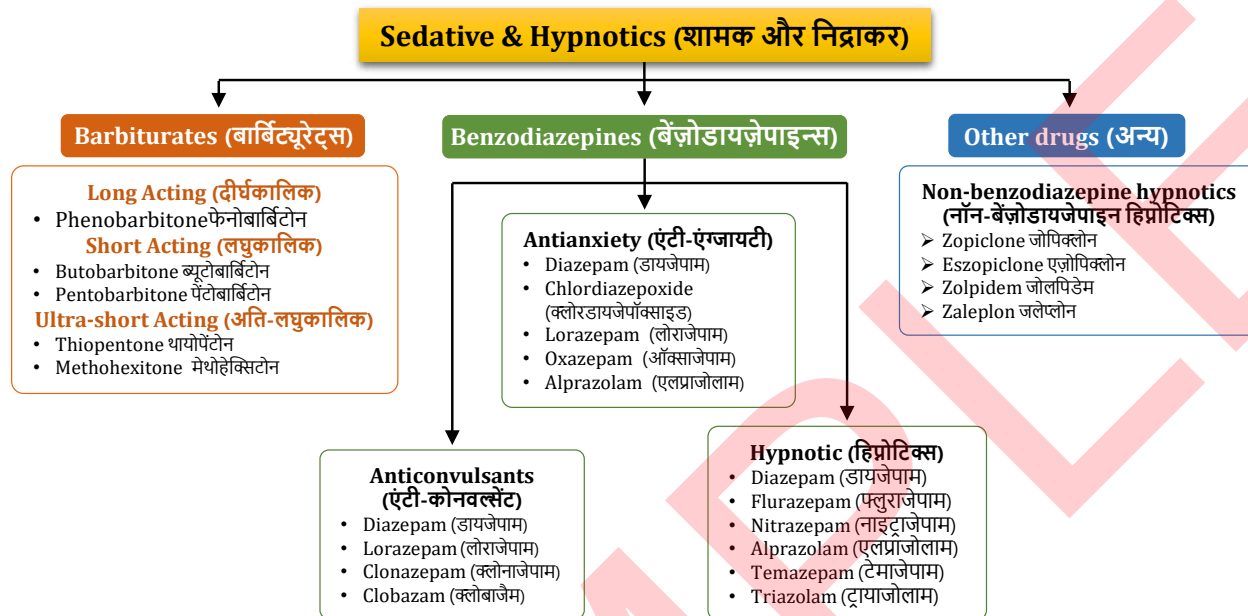 Sedative & Hypnotics (शामक और निद्राकर)
Barbiturates (बार्बिट्यूरेट्स)
Long Acting (दीर्घकालिक)
• Phenobarbitoneफेनोबार्बिटोन
Short Acting (लघुकालिक)
• Butobarbitone ब्यूटोबार्बिटोन
• Pentobarbitone पेंटोबार्बिटोन
Ultra-short Acting (अति-लघुकालिक)
• Thiopentone थायोपेंटोन
• Methohexitone मेथोहेक्सिटोन
Benzodiazepines (बेंज़ोडायज़ेपाइन्स)
Antianxiety (एंटी-एंग्जायटी)
• Diazepam (डायजेपाम)
• Chlordiazepoxide
(क्लोरडायजेपॉक्साइड)
• Lorazepam (लोराजेपाम)
• Oxazepam (ऑक्साजेपाम)
• Alprazolam (एलप्राजोलाम)
Anticonvulsants
(एंटी-कोनवल्सेंट)
• Diazepam (डायजेपाम)
• Lorazepam (लोराजेपाम)
• Clonazepam (क्लोनाजेपाम)
• Clobazam (क्लोबाजैम)
Hypnotic (हिप्नोटिक्स)
• Diazepam (डायजेपाम)
• Flurazepam (फ्लुराजेपाम)
• Nitrazepam (नाइट्राजेपाम)
• Alprazolam (एलप्राजोलाम)
• Temazepam (टेमाजेपाम)
• Triazolam (ट्रायाजोलाम)
Other drugs (अन्य)
Non-benzodiazepine hypnotics
(नॉन-बेंज़ोडायजेपाइन हिप्नोटिक्स)
➢ Zopiclone जोपिक्लोन
➢ Eszopiclone एज़ोपिक्लोन
➢ Zolpidem जोलपिडेम
➢ Zaleplon जलेप्लोन